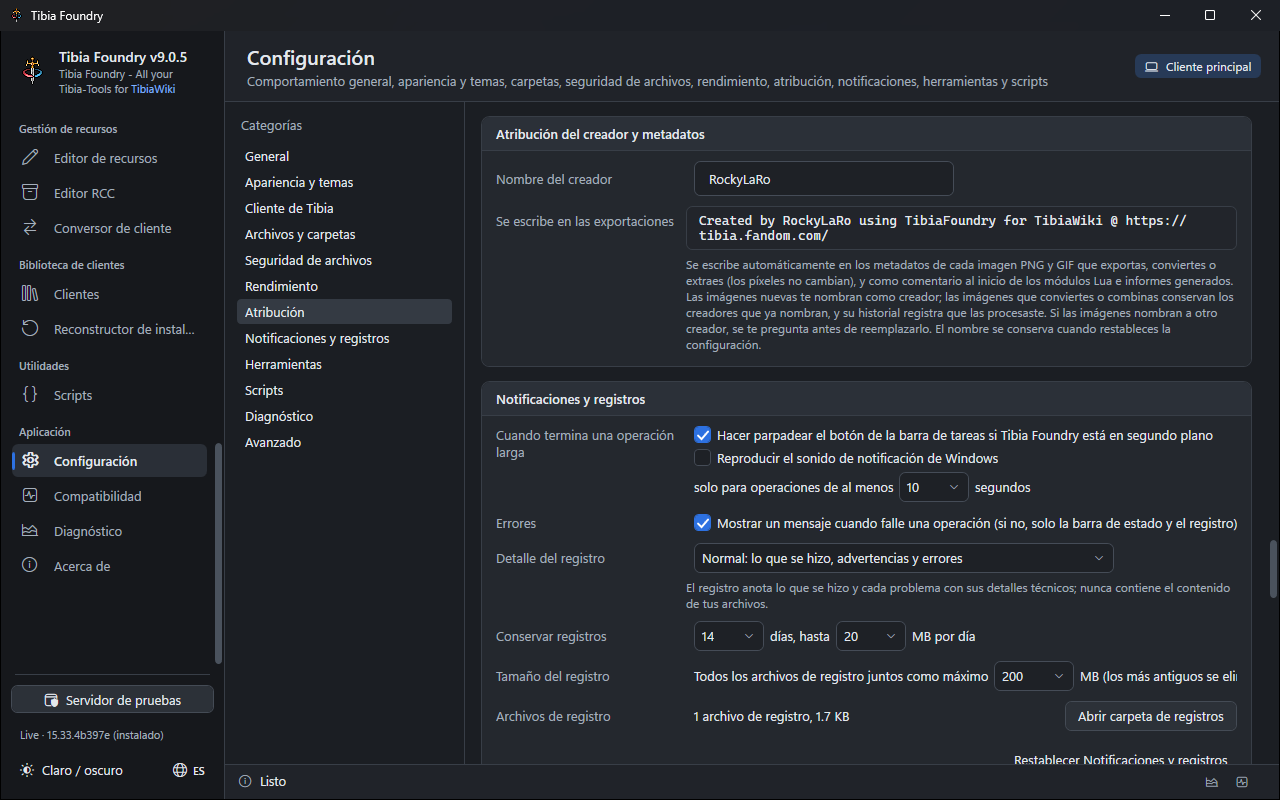 Tibia Foundry
Tibia Foundry v9.0.5
Tibia Foundry - All your
Tibia-Tools for TibiaWiki
Gestión de recursos
Editor de recursos
Editor RCC
Conversor de cliente
Biblioteca de clientes
Clientes
Reconstructor de instal...
Utilidades
Scripts
Aplicación
Configuración
Compatibilidad
Diagnóstico
Acerca de
Servidor de pruebas
Live · 15.33.4b397e (instalado)
Claro / oscuro
ES
Configuración
Comportamiento general, apariencia y temas, carpetas, seguridad de archivos, rendimiento, atribución, notificaciones, herramientas y scripts
Cliente principal
Categorías
General
Apariencia y temas
Cliente de Tibia
Archivos y carpetas
Seguridad de archivos
Rendimiento
Atribución
Notificaciones y registros
Herramientas
Scripts
Diagnóstico
Avanzado
Atribución del creador y metadatos
Nombre del creador
RockyLaRo
Se escribe en las exportaciones
Created by RockyLaRo using TibiaFoundry for TibiaWiki @ https://
tibia.fandom.com/
Se escribe automáticamente en los metadatos de cada imagen PNG y GIF que exportas, conviertes o
extraes (los píxeles no cambian), y como comentario al inicio de los módulos Lua e informes generados.
Las imágenes nuevas te nombran como creador; las imágenes que conviertes o combinas conservan los
creadores que ya nombran, y su historial registra que las procesaste. Si las imágenes nombran a otro
creador, se te pregunta antes de reemplazarlo. El nombre se conserva cuando restableces la
configuración.
Notificaciones y registros
Cuando termina una operación
larga
Hacer parpadear el botón de la barra de tareas si Tibia Foundry está en segundo plano
Reproducir el sonido de notificación de Windows
solo para operaciones de al menos 10 segundos
Errores
Mostrar un mensaje cuando falle una operación (si no, solo la barra de estado y el registro)
Detalle del registro
Normal: lo que se hizo, advertencias y errores
El registro anota lo que se hizo y cada problema con sus detalles técnicos; nunca contiene el contenido
de tus archivos.
Conservar registros
14 días, hasta 20 MB por día
Tamaño del registro
Todos los archivos de registro juntos como máximo 200 MB (los más antiguos se eli
Archivos de registro
1 archivo de registro, 1.7 KB
Abrir carpeta de registros
Restablecer Notificaciones y registros
Listo